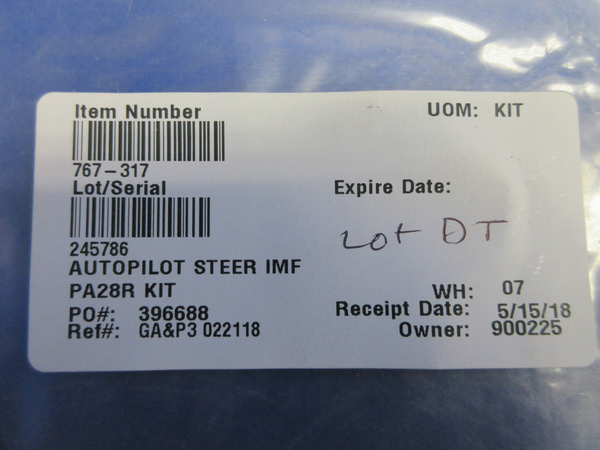 Item Number UOM: KIT
767-317
Lot/Serial Expire Date:
Lot DT
245786
AUTOPILOT STEER IMF
PA28R KIT WH: 07
PO#: 396688 Receipt Date: 5/15/18
Ref#: GA&P3 022118 Owner: 900225